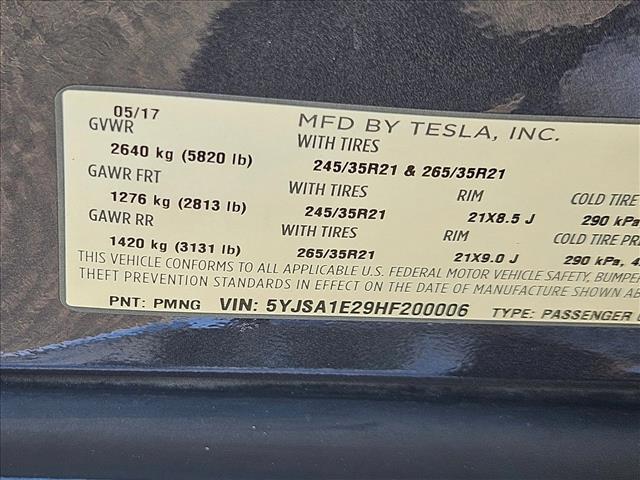 05/17 MFD BY TESLA, INC.
GVWR WITH TIRES
2640 kg (5820 lb) 245/35R21 & 265/35R21
GAWR FRT WITH TIRES RIM COLD TIRE
1276 kg (2813 lb) 245/35R21 21X8.5 J 290 kPa
GAWR RR WITH TIRES RIM COLD TIRE PR
1420 kg (3131 lb) 265/35R21 21X9.0 J 290 kPa, 4
THIS VEHICLE CONFORMS TO ALL APPLICABLE U.S. FEDERAL MOTOR VEHICLE SAFETY, BUMPER
THEFT PREVENTION STANDARDS IN EFFECT ON THE DATE OF MANUFACTURE SHOWN AB
PNT: PMNG VIN: 5YJSA1E29HF200006 TYPE: PASSENGER